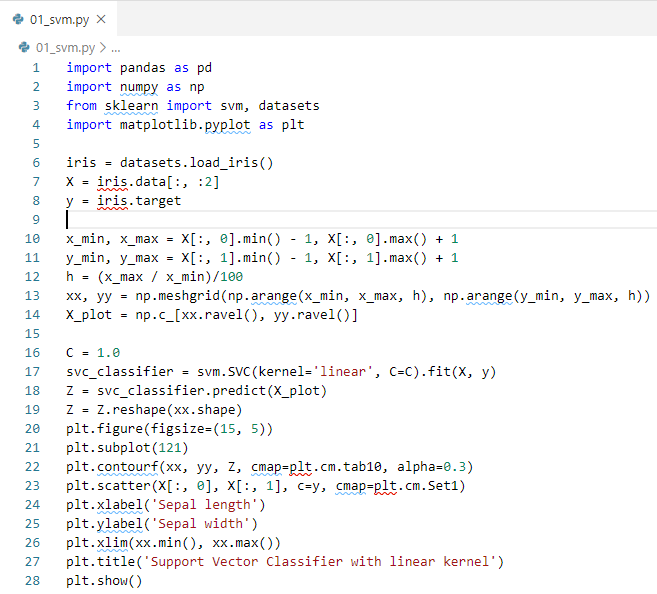 01_svm.py ×
01_svm.py > ...
1 import pandas as pd
2 import numpy as np
3 from sklearn import svm, datasets
4 import matplotlib.pyplot as plt
5
6 iris = datasets.load_iris()
7 X = iris.data[:, :2]
8 y = iris.target
9
10 x_min, x_max = X[:, 0].min() - 1, X[:, 0].max() + 1
11 y_min, y_max = X[:, 1].min() - 1, X[:, 1].max() + 1
12 h = (x_max / x_min)/100
13 xx, yy = np.meshgrid(np.arange(x_min, x_max, h), np.arange(y_min, y_max, h))
14 X_plot = np.c_[xx.ravel(), yy.ravel()]
15
16 C = 1.0
17 svc_classifier = svm.SVC(kernel='linear', C=C).fit(X, y)
18 Z = svc_classifier.predict(X_plot)
19 Z = Z.reshape(xx.shape)
20 plt.figure(figsize=(15, 5))
21 plt.subplot(121)
22 plt.contourf(xx, yy, Z, cmap=plt.cm.tab10, alpha=0.3)
23 plt.scatter(X[:, 0], X[:, 1], c=y, cmap=plt.cm.Set1)
24 plt.xlabel('Sepal length')
25 plt.ylabel('Sepal width')
26 plt.xlim(xx.min(), xx.max())
27 plt.title('Support Vector Classifier with linear kernel')
28 plt.show()